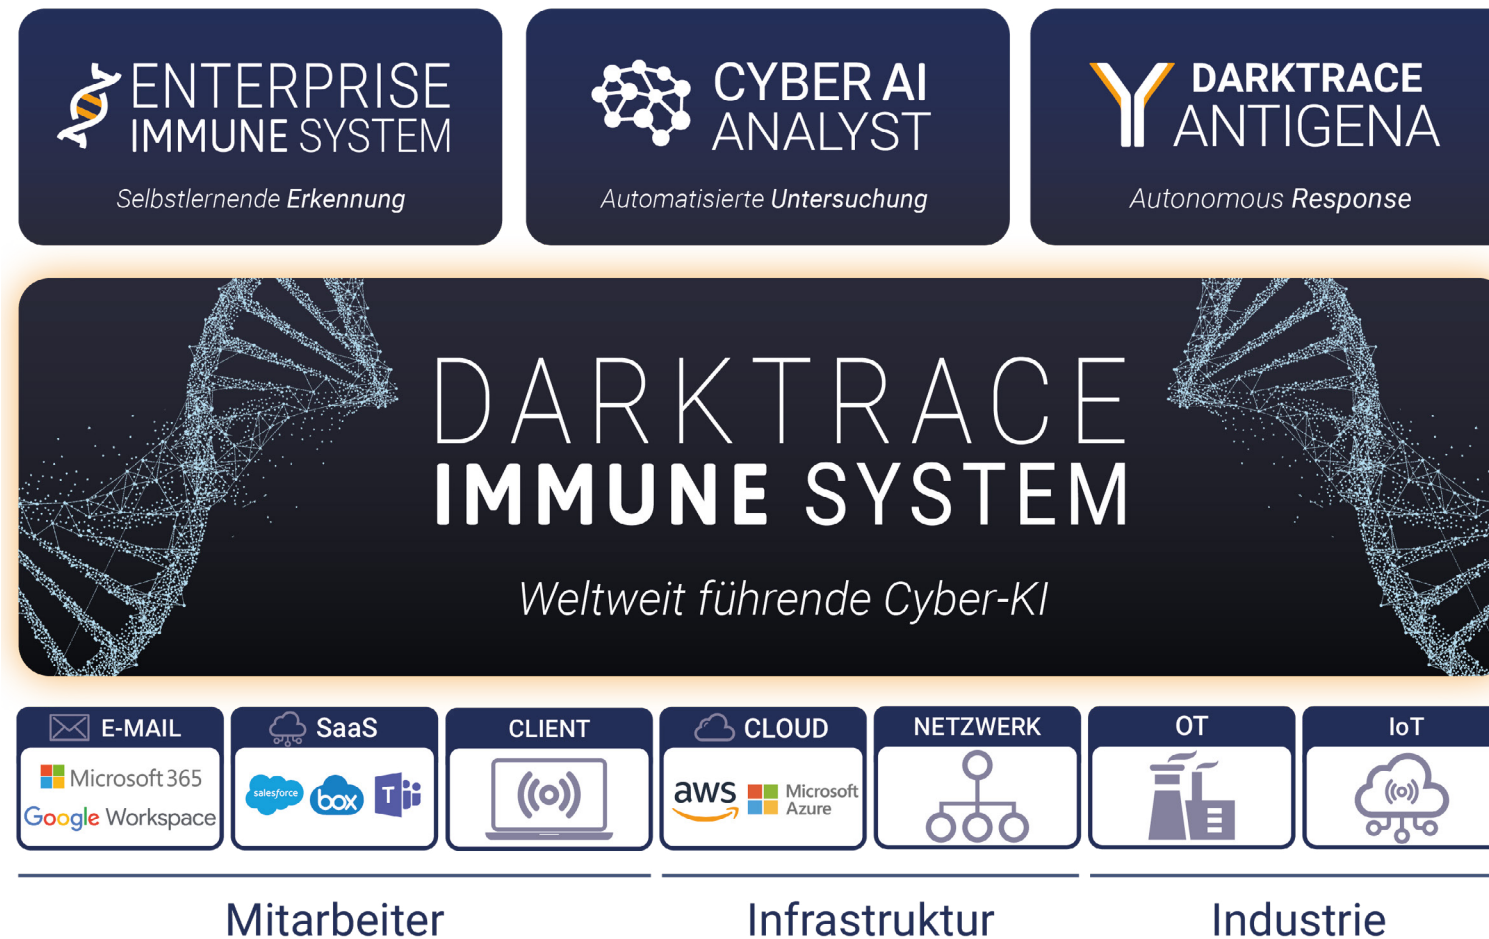 ENTERPRISE
IMMUNE SYSTEM
Selbstlernende Erkennung
CYBER AI
ANALYST
Automatisierte Untersuchung
DARKTRACE
ANTIGENA
Autonomous Response
DARKTRACE
IMMUNE SYSTEM
Weltweit führende Cyber-KI
E-MAIL
Microsoft 365
Google Workspace
SaaS
salesforce
box
T
CLIENT
CLOUD
aws
Microsoft
Azure
NETZWERK
OT
IoT
Mitarbeiter
Infrastruktur
Industrie